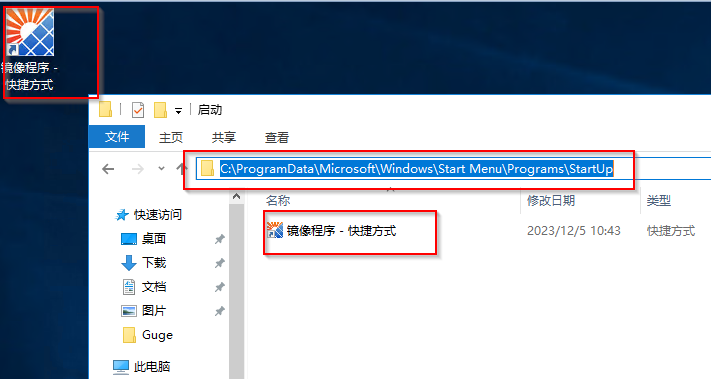 镜像程序 -
快捷方式
启动
文件 主页 共享 查看
C:\ProgramData\Microsoft\Windows\Start Menu\Programs\StartUp
名称 修改日期 类型
快速访问
镜像程序 - 快捷方式 2023/12/5 10:43 快捷方式
桌面
下载
文档
图片
Guge
此电脑